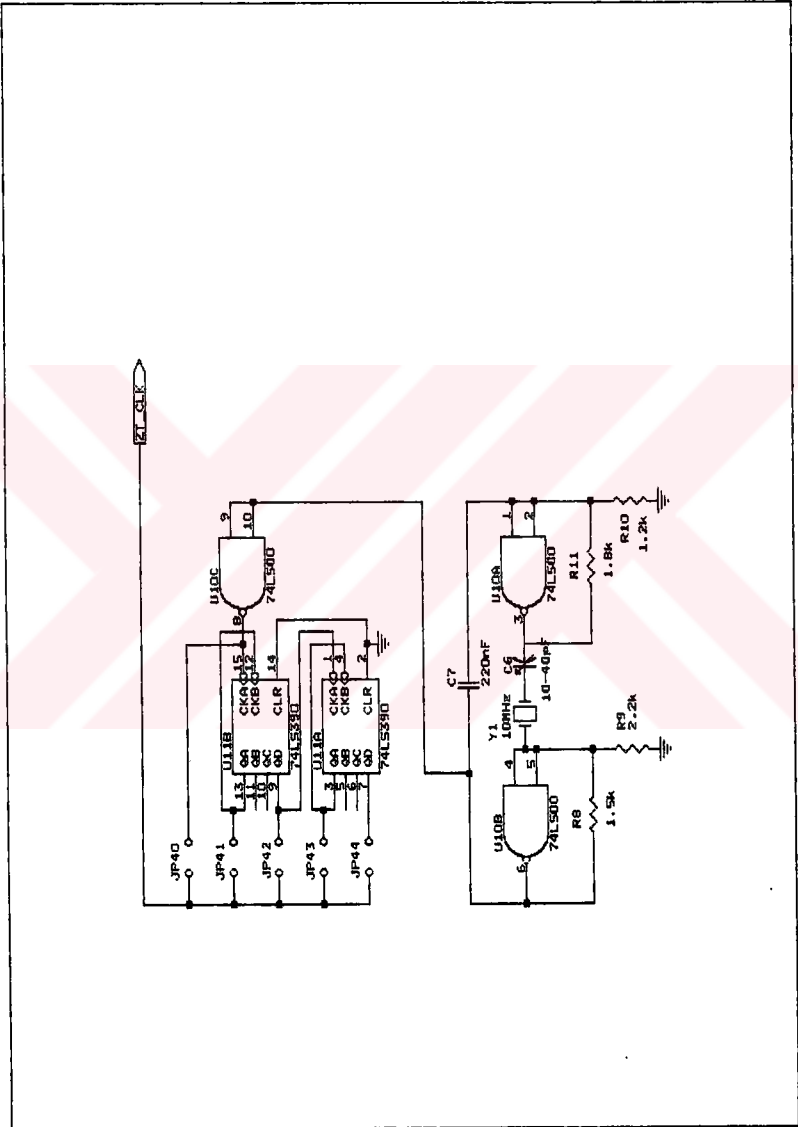 ZT_CLK
JP40
JP41
JP42
JP43
JP44
U11B
QA
QB
QC
QD
CKA
CKB
CLR
13
11
10
9
15
12
14
74LS390
U11A
QA
QB
QC
QD
CKA
CKB
CLR
3
5
6
7
1
4
2
74LS390
U10C
8
9
10
74LS00
C7
220nF
U10B
6
4
5
74LS00
Y1
10MHz
C6
10-40pF
U10A
3
1
2
74LS00
R8
1.5k
R9
2.2k
R11
1.8k
R10
1.2k